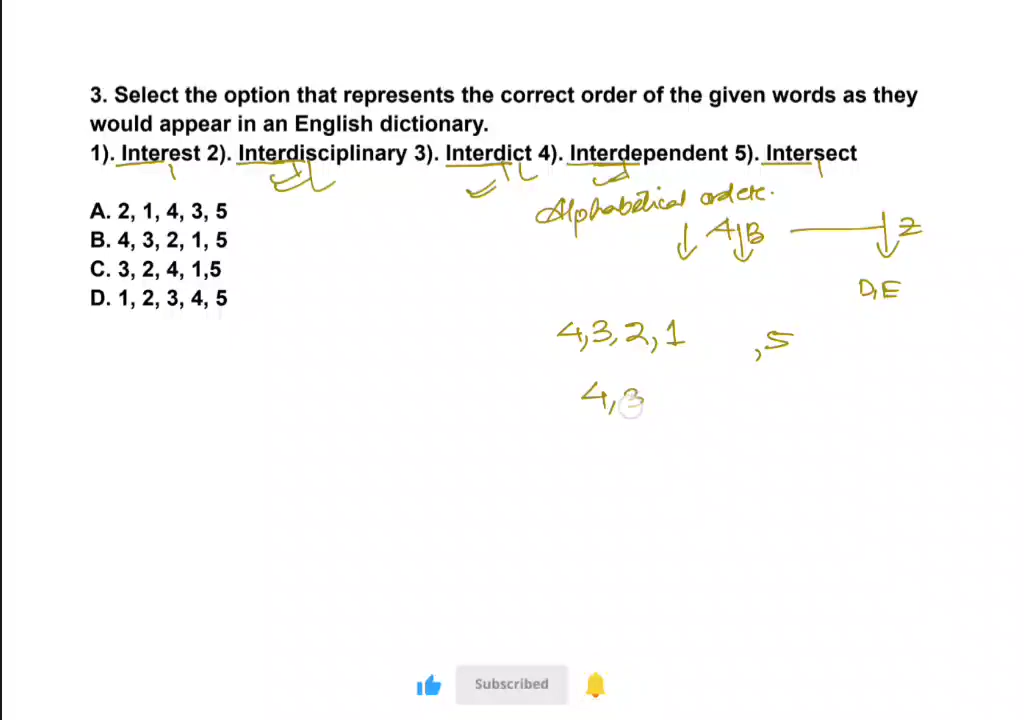 3. Select the option that represents the correct order of the given words as they
would appear in an English dictionary.
1). Interest 2). Interdisciplinary 3). Interdict 4). Interdependent 5). Intersect
Alphabetical order.
A. 2, 1, 4, 3, 5
A B Z
B. 4, 3, 2, 1, 5
C. 3, 2, 4, 1,5
D, E
D. 1, 2, 3, 4, 5
4, 3, 2, 1 , 5
4, 3
Subscribed